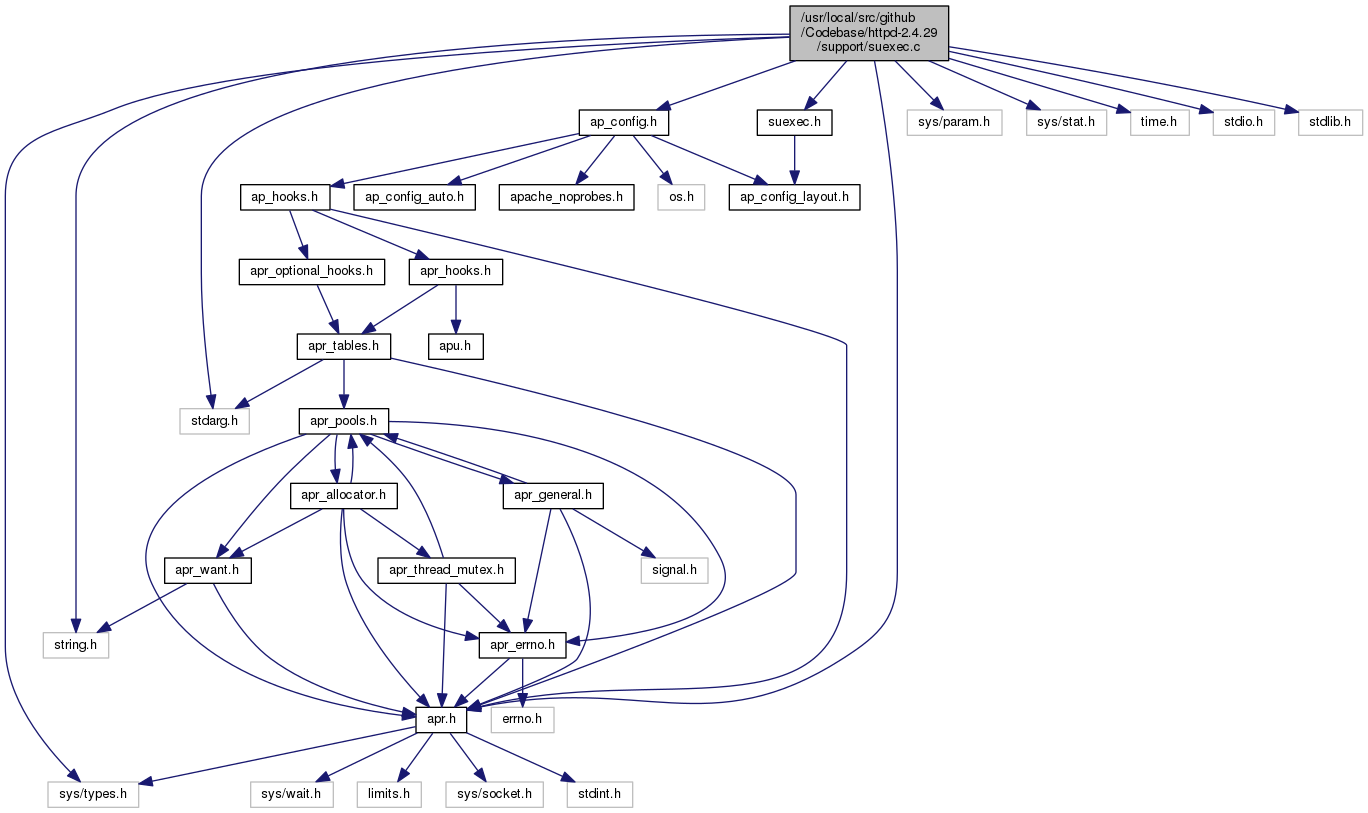 /usr/local/src/github
/Codebase/httpd-2.4.29
/support/suexec.c
ap_config.h
suexec.h
sys/param.h
sys/stat.h
time.h
stdio.h
stdlib.h
ap_hooks.h
ap_config_auto.h
apache_noprobes.h
os.h
ap_config_layout.h
apr_optional_hooks.h
apr_hooks.h
apr_tables.h
apu.h
stdarg.h
apr_pools.h
apr_allocator.h
apr_general.h
apr_want.h
apr_thread_mutex.h
signal.h
string.h
apr_errno.h
apr.h
errno.h
sys/types.h
sys/wait.h
limits.h
sys/socket.h
stdint.h